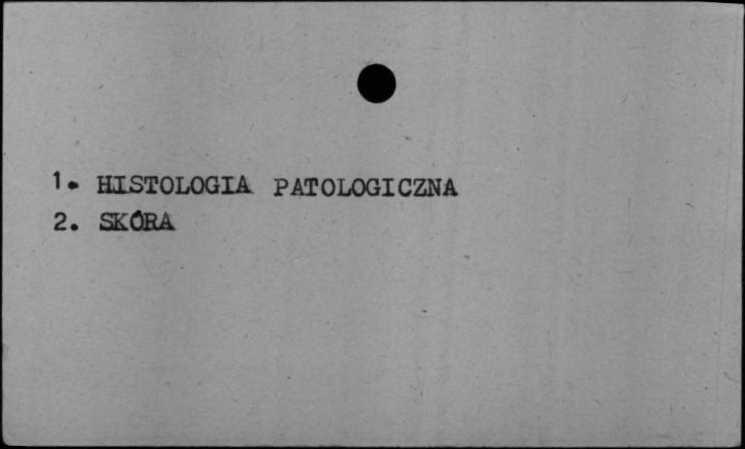 1. HISTOLOGIA PATOLOGICZNA
2. SKÓRA